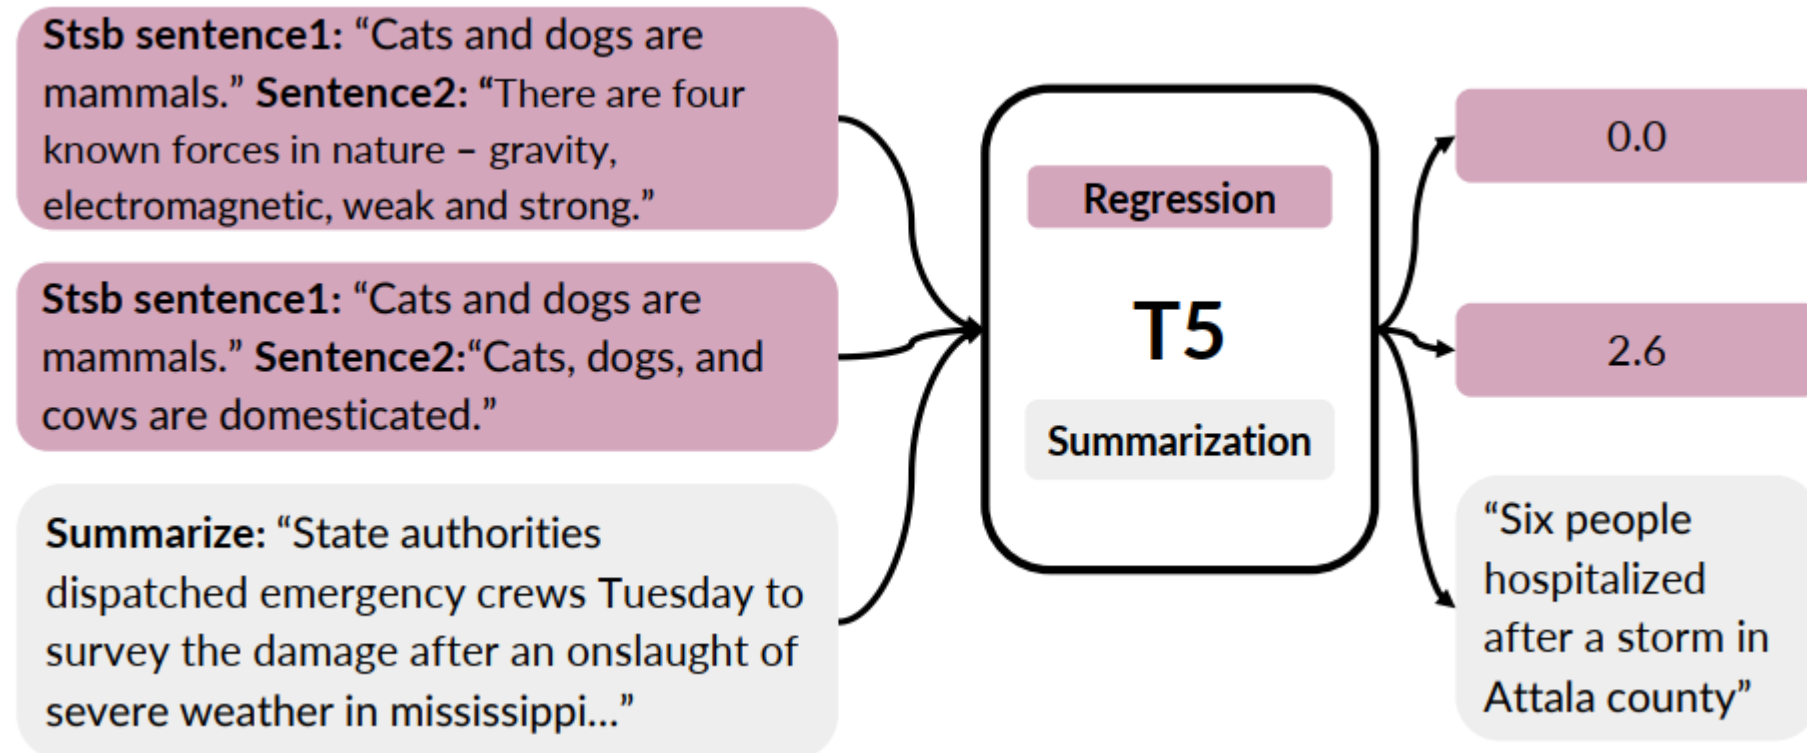 Stsb sentence1: “Cats and dogs are
mammals.” Sentence2: “There are four
known forces in nature – gravity,
electromagnetic, weak and strong.”
Stsb sentence1: “Cats and dogs are
mammals.” Sentence2:“Cats, dogs, and
cows are domesticated.”
Summarize: “State authorities
dispatched emergency crews Tuesday to
survey the damage after an onslaught of
severe weather in mississippi...”
Regression
T5
Summarization
0.0
2.6
“Six people
hospitalized
after a storm in
Attala county”